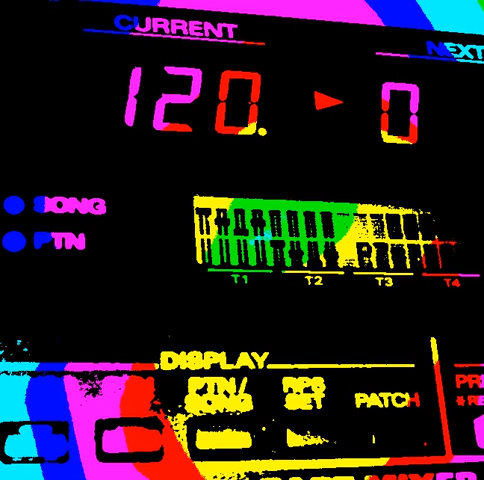 CURRENT
NEXT
120.
0
SONG
PTN
T1 T2 T3 T4
DISPLAY
PTN/
SONG
RPS
SET
PATCH